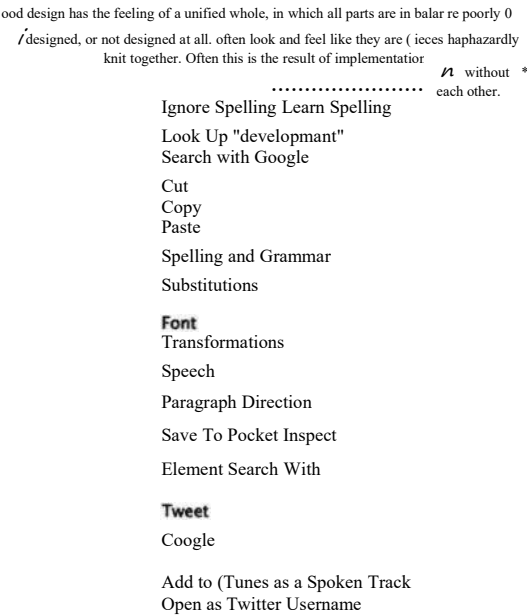 ood design has the feeling of a unified whole, in which all parts are in balar re poorly 0
i designed, or not designed at all. often look and feel like they are ( ieces haphazardly
knit together. Often this is the result of implementatior
n without *
........................ each other.
Ignore Spelling Learn Spelling
Look Up "developmant"
Search with Google
Cut
Copy
Paste
Spelling and Grammar
Substitutions
Font
Transformations
Speech
Paragraph Direction
Save To Pocket Inspect
Element Search With
Tweet
Coogle
Add to (Tunes as a Spoken Track
Open as Twitter Username